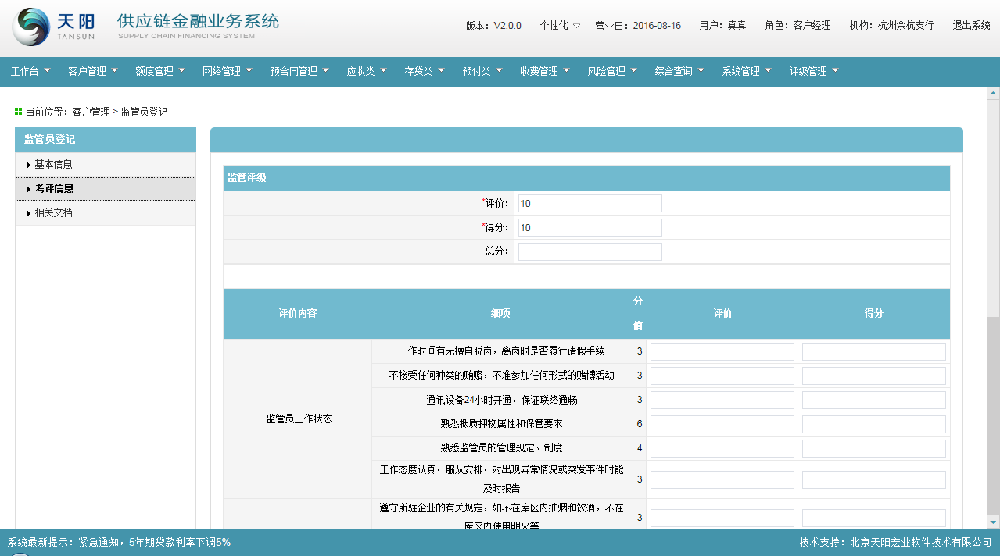 天阳
TANSUN
供应链金融业务系统
SUPPLY CHAIN FINANCING SYSTEM
版本：V2.0.0 个性化 营业日：2016-08-16 用户：真真 角色：客户经理 机构：杭州余杭支行 退出系统
工作台 客户管理 额度管理 网络管理 预合同管理 应收类 存货类 预付类 收费管理 风险管理 综合查询 系统管理 评级管理
当前位置：客户管理 > 监管员登记
监管员登记
基本信息
考评信息
相关文档
监管评级
*评价： 10
*得分： 10
总分：
评价内容 细项 分值 评价 得分
监管员工作状态
工作时间有无擅自脱岗，离岗时是否履行请假手续 3
不接受任何种类的贿赂，不准参加任何形式的赌博活动 3
通讯设备24小时开通，保证联络通畅 3
熟悉抵质押物属性和保管要求 6
熟悉监管员的管理规定、制度 4
工作态度认真，服从安排，对出现异常情况或突发事件时能
及时报告 3
遵守所驻企业的有关规定，如不在库区内抽烟和饮酒，不在
库区内使用明火等 3
系统最新提示：紧急通知，5年期贷款利率下调5%
技术支持：北京天阳宏业软件技术有限公司